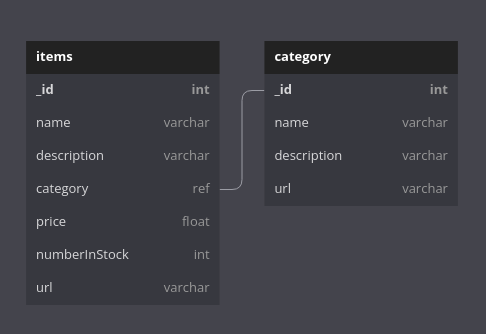 items
_id int
name varchar
description varchar
category ref
price float
numberInStock int
url varchar
category
_id int
name varchar
description varchar
url varchar